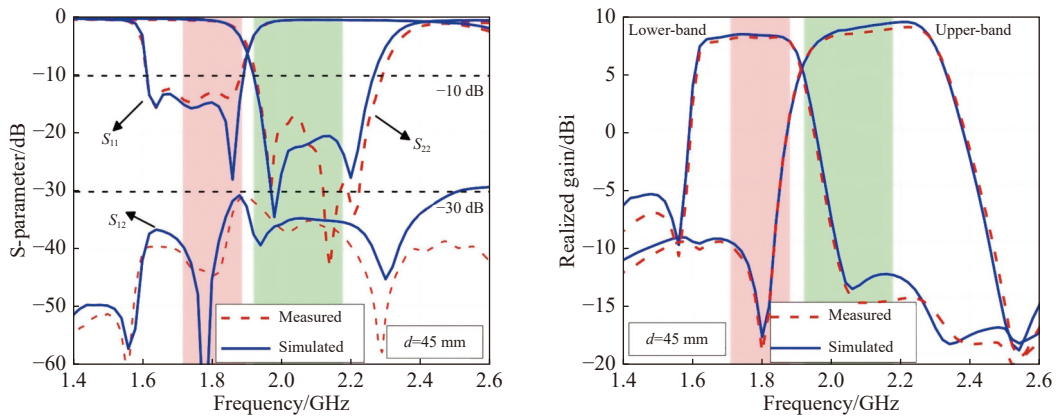 0
−10
−20
−30
−40
−50
−60
S-parameter/dB
−10 dB
S11
S22
−30 dB
S12
Measured
Simulated
d=45 mm
1.4
1.6
1.8
2.0
2.2
2.4
2.6
Frequency/GHz
10
5
0
−5
−10
−15
−20
Realized gain/dBi
Lower-band
Upper-band
d=45 mm
Measured
Simulated
1.4
1.6
1.8
2.0
2.2
2.4
2.6
Frequency/GHz